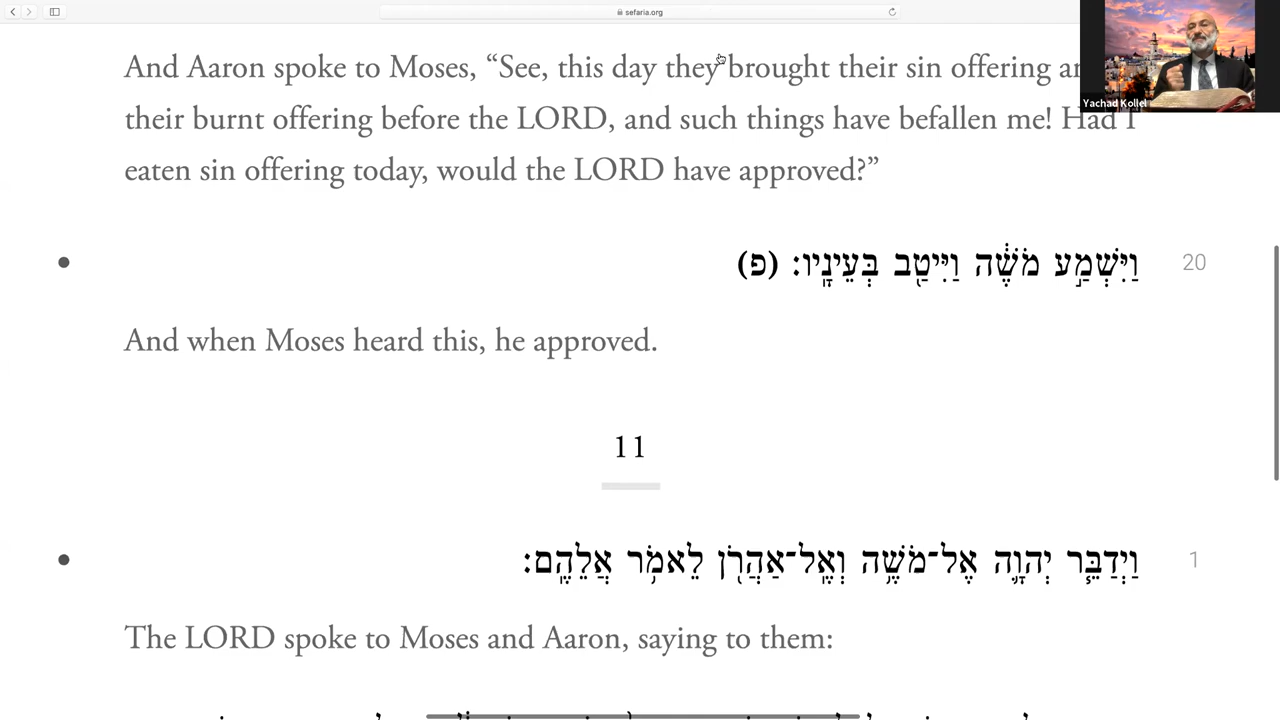 sefaria.org
And Aaron spoke to Moses, “See, this day they brought their sin offering
their burnt offering before the LORD, and such things have befallen me! Had I
eaten sin offering today, would the LORD have approved?”
Yachad Kollel
20 וַיִּשְׁמַ֣ע מֹשֶׁ֔ה וַיִּיטַ֖ב בְּעֵינָֽיו׃ (פ)
And when Moses heard this, he approved.
11
1 וַיְדַבֵּ֧ר יְהוָ֛ה אֶל־מֹשֶׁ֥ה וְאֶֽל־אַהֲרֹ֖ן לֵאמֹ֥ר אֲלֵהֶֽם׃
The LORD spoke to Moses and Aaron, saying to them: